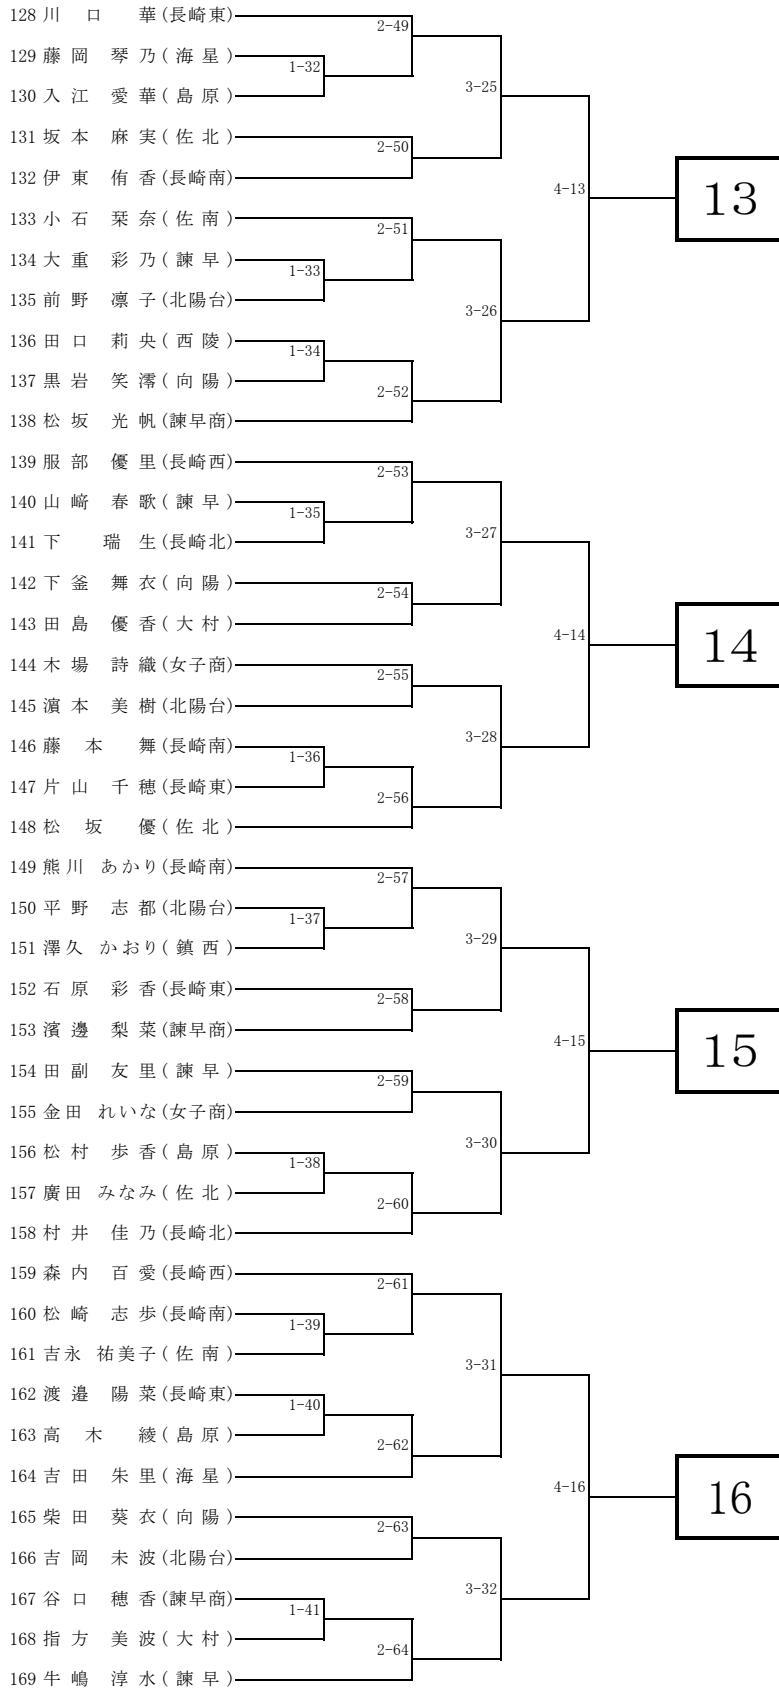 128 川口 華(長崎東)
2-49
129 藤岡 琴乃(海星)
1-32
3-25
130 入江 愛華(島原)
131 坂本 麻実(佐北)
2-50
132 伊東 侑香(長崎南)
4-13
13
133 小石 栞奈(佐南)
2-51
134 大重 彩乃(諫早)
1-33
135 前野 凛子(北陽台)
3-26
136 田口 莉央(西陵)
1-34
137 黒岩 笑澪(向陽)
2-52
138 松坂 光帆(諫早商)
139 服部 優里(長崎西)
2-53
140 山﨑 春歌(諫早)
1-35
3-27
141 下 瑞生(長崎北)
142 下釜 舞衣(向陽)
2-54
143 田島 優香(大村)
4-14
14
144 木場 詩織(女子商)
2-55
145 濵本 美樹(北陽台)
3-28
146 藤本 舞(長崎南)
1-36
147 片山 千穂(長崎東)
2-56
148 松坂 優(佐北)
149 熊川 あかり(長崎南)
2-57
150 平野 志都(北陽台)
1-37
3-29
151 澤久 かおり(鎮西)
152 石原 彩香(長崎東)
2-58
153 濱邊 梨菜(諫早商)
4-15
15
154 田副 友里(諫早)
2-59
155 金田 れいな(女子商)
3-30
156 松村 歩香(島原)
1-38
157 廣田 みなみ(佐北)
2-60
158 村井 佳乃(長崎北)
159 森内 百愛(長崎西)
2-61
160 松崎 志歩(長崎南)
1-39
161 吉永 祐美子(佐南)
3-31
162 渡邉 陽菜(長崎東)
1-40
163 高木 綾(島原)
2-62
164 吉田 朱里(海星)
4-16
16
165 柴田 葵衣(向陽)
2-63
166 吉岡 未波(北陽台)
3-32
167 谷口 穂香(諫早商)
1-41
168 指方 美波(大村)
2-64
169 牛嶋 淳水(諫早)